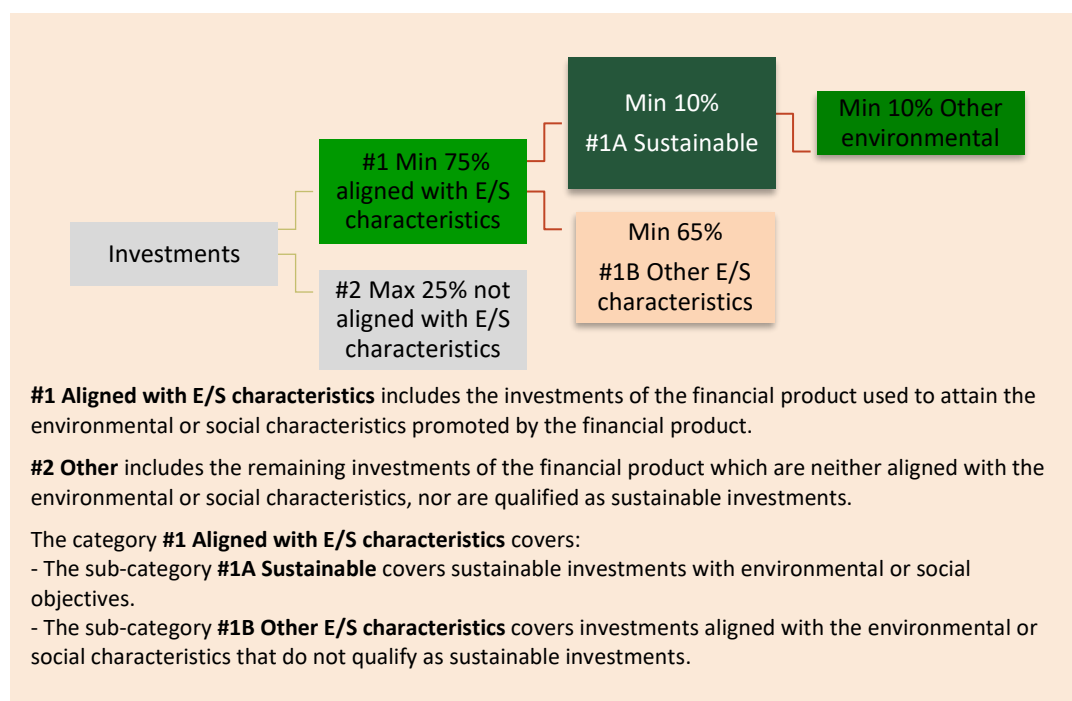 Investments
#1 Min 75%
aligned with E/S
characteristics
#2 Max 25% not
aligned with E/S
characteristics
Min 10%
#1A Sustainable
Min 65%
#1B Other E/S
characteristics
Min 10% Other
environmental
#1 Aligned with E/S characteristics includes the investments of the financial product used to attain the
environmental or social characteristics promoted by the financial product.
#2 Other includes the remaining investments of the financial product which are neither aligned with the
environmental or social characteristics, nor are qualified as sustainable investments.
The category #1 Aligned with E/S characteristics covers:
- The sub-category #1A Sustainable covers sustainable investments with environmental or social
objectives.
- The sub-category #1B Other E/S characteristics covers investments aligned with the environmental or
social characteristics that do not qualify as sustainable investments.